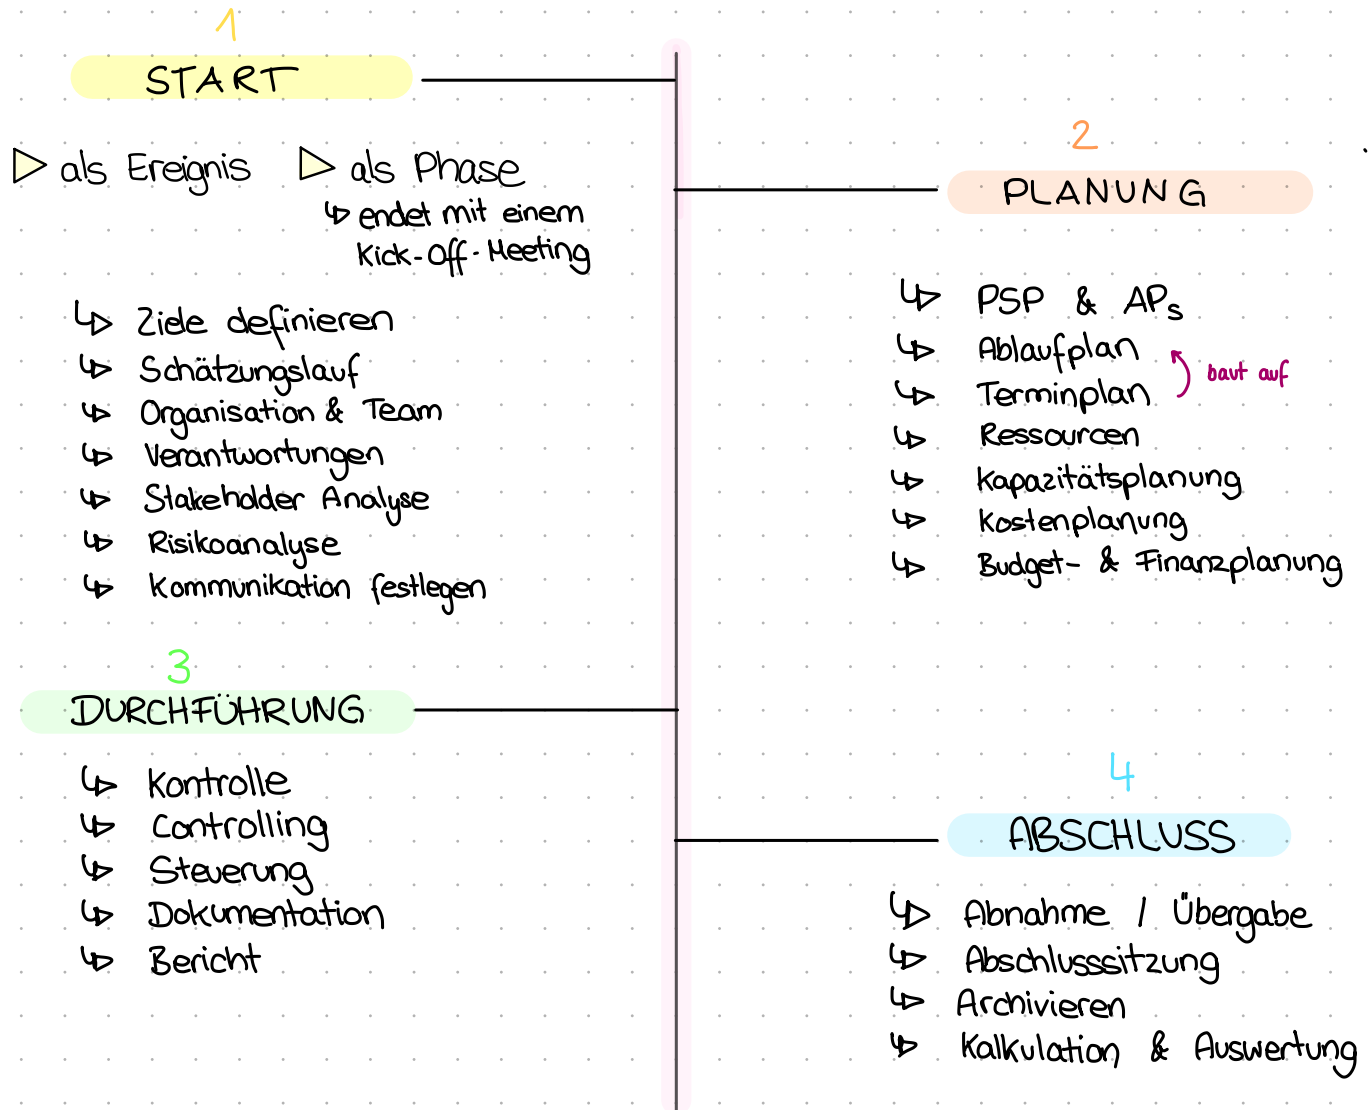 1
START
als Ereignis
als Phase
endet mit einem
Kick-Off-Meeting
Ziele definieren
Schätzungslauf
Organisation & Team
Verantwortungen
Stakeholder Analyse
Risikoanalyse
Kommunikation festlegen
2
PLANUNG
PSP & APs
Ablaufplan
baut auf
Terminplan
Ressourcen
Kapazitätsplanung
Kostenplanung
Budget- & Finanzplanung
3
DURCHFÜHRUNG
Kontrolle
Controlling
Steuerung
Dokumentation
Bericht
4
ABSCHLUSS
Abnahme / Übergabe
Abschlusssitzung
Archivieren
Kalkulation & Auswertung